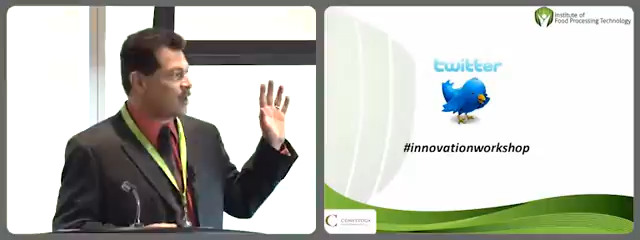 Institute of
Food Processing Technology
twitter
#innovationworkshop